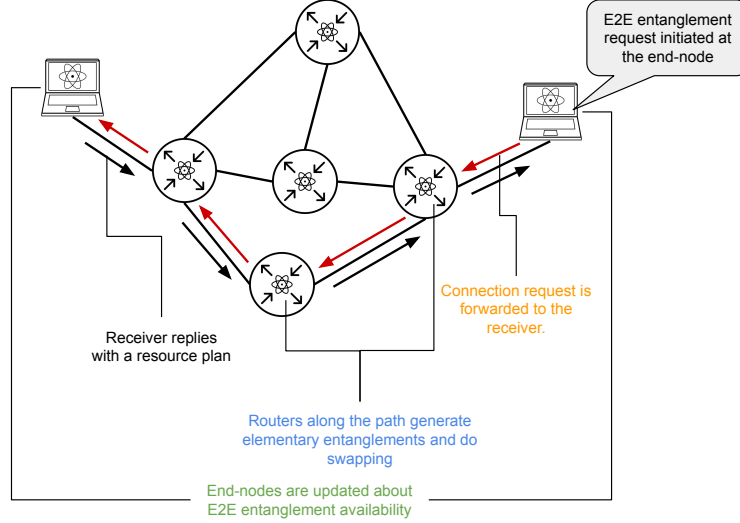 E2E entanglement
request initiated at
the end-node
Connection request is
forwarded to the
receiver.
Receiver replies
with a resource plan
Routers along the path generate
elementary entanglements and do
swapping
End-nodes are updated about
E2E entanglement availability